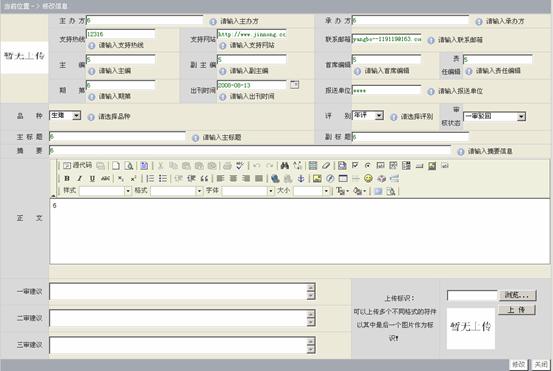 当前位置－> 修改信息
暂无上传
主 办 方 6 请输入主办方 承 办 方 6 请输入承办方
支持热线 12316 请输入支持热线 支持网站 http://www.jinnong.cc 请输入支持网站 联系邮箱 请输入联系邮箱
主 编 5 请输入主编 副 主 编 5 请输入副主编 首席编辑 5 请输入首席编辑 责任编辑 5 请输入责任编辑
期 第 6 请输入期第 出刊时间 2008-08-13 请输入出刊时间 报送单位 **** 请输入报送单位
品 种 生猪 请选择品种 评 别 年评 请选择评别 审核状态 一审驳回
主 标 题 6 请输入主标题 副 标 题 6
摘 要 6 请输入摘要信息
源代码
样式 格式 字体 大小
正 文 6
一审建议
二审建议
三审建议
上传标识：
可以上传多个不同格式的符件
以其中是后一个图片作为标
识!
浏览...
上 传
暂无上传
修改 关闭